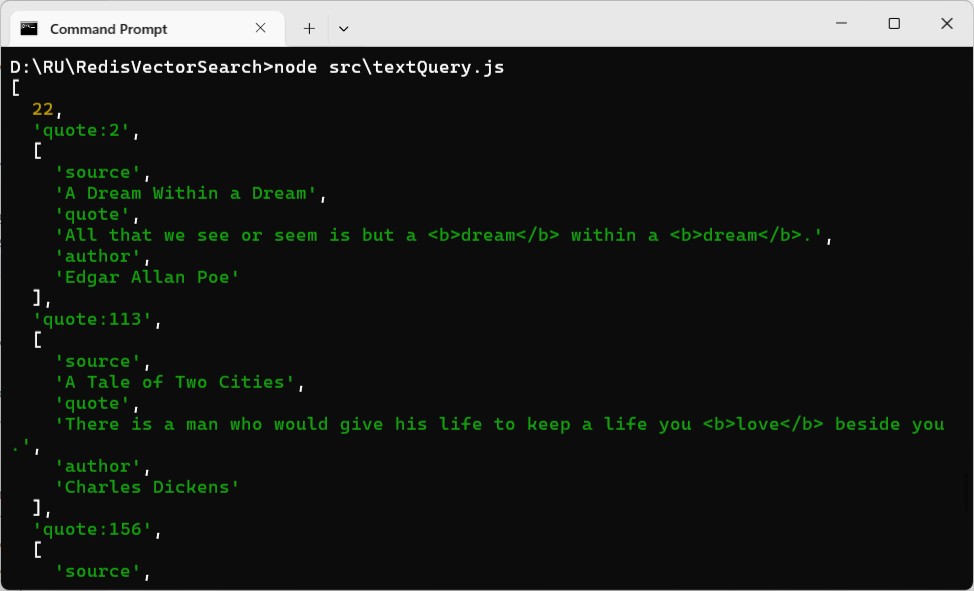 Command Prompt
D:\RU\RedisVectorSearch>node src\textQuery.js
[
  22,
  'quote:2',
  [
    'source',
    'A Dream Within a Dream',
    'quote',
    'All that we see or seem is but a <b>dream</b> within a <b>dream</b>.',
    'author',
    'Edgar Allan Poe'
  ],
  'quote:113',
  [
    'source',
    'A Tale of Two Cities',
    'quote',
    'There is a man who would give his life to keep a life you <b>love</b> beside you
.',
    'author',
    'Charles Dickens'
  ],
  'quote:156',
  [
    'source',